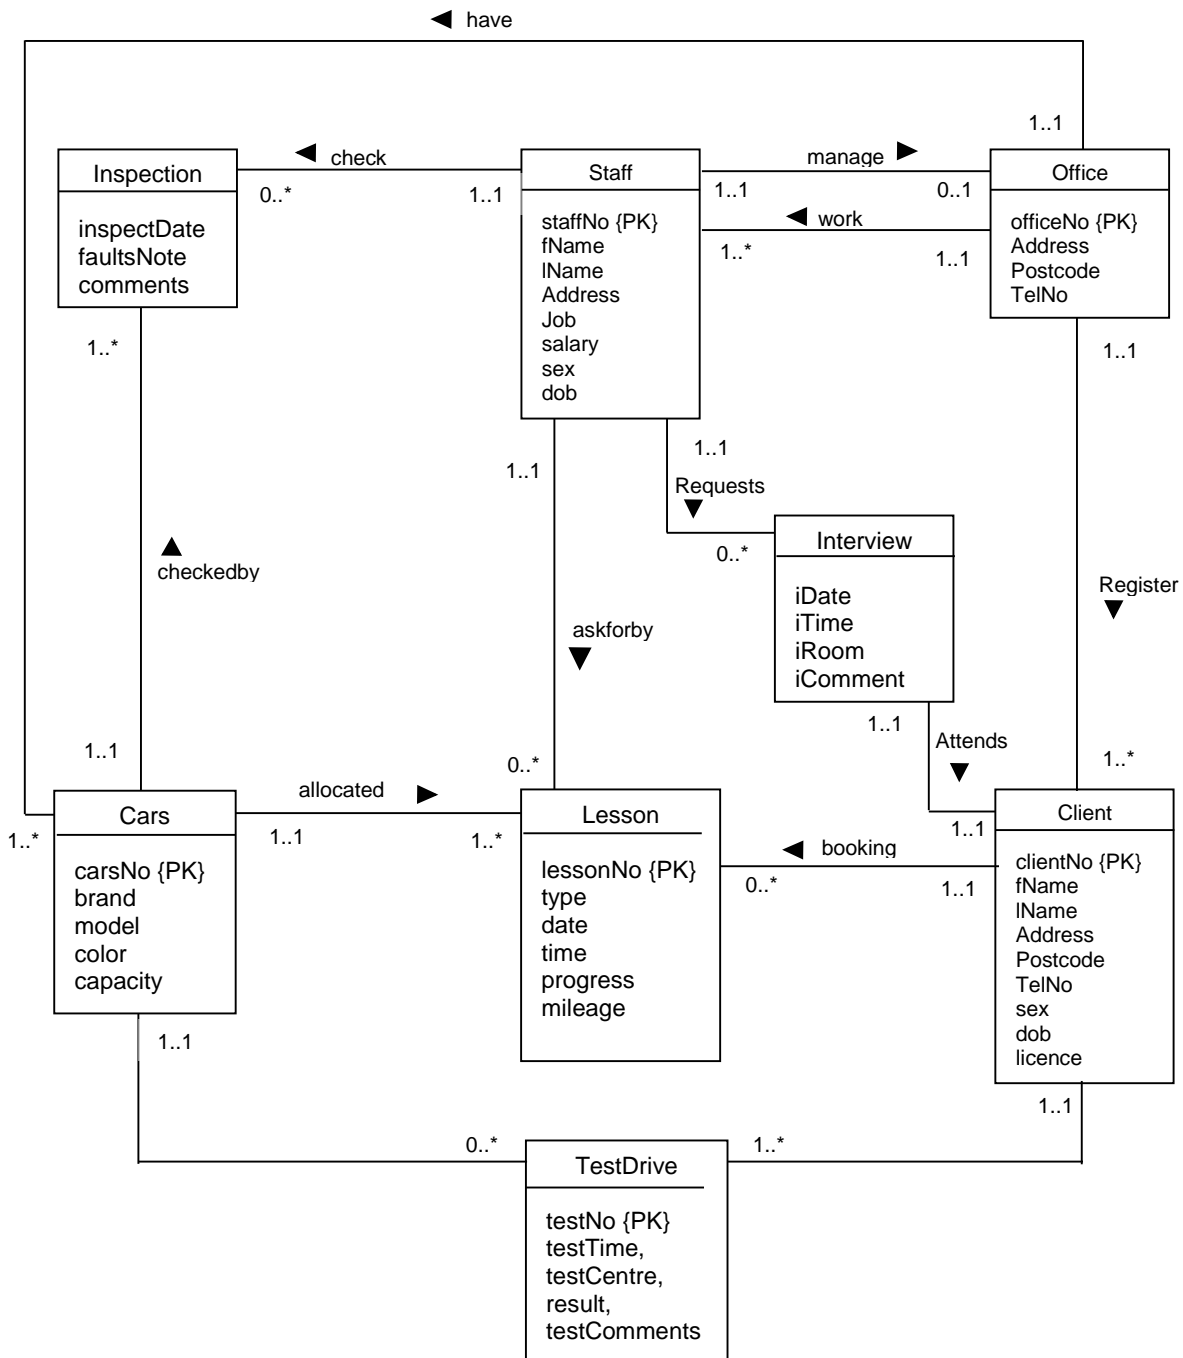 have
1..1
Inspection
inspectDate
faultsNote
comments
check
0..*
1..1
Staff
staffNo {PK}
fName
lName
Address
Job
salary
sex
dob
manage
1..1
0..1
work
1..*
1..1
Office
officeNo {PK}
Address
Postcode
TelNo
1..*
1..1
1..1
1..1
Requests
0..*
Interview
iDate
iTime
iRoom
iComment
checkedby
askforby
Register
1..1
Attends
1..1
0..*
1..*
1..1
Cars
carsNo {PK}
brand
model
color
capacity
1..*
allocated
1..1
1..*
Lesson
lessonNo {PK}
type
date
time
progress
mileage
booking
0..*
1..1
Client
clientNo {PK}
fName
lName
Address
Postcode
TelNo
sex
dob
licence
1..1
1..1
0..*
1..*
TestDrive
testNo {PK}
testTime,
testCentre,
result,
testComments